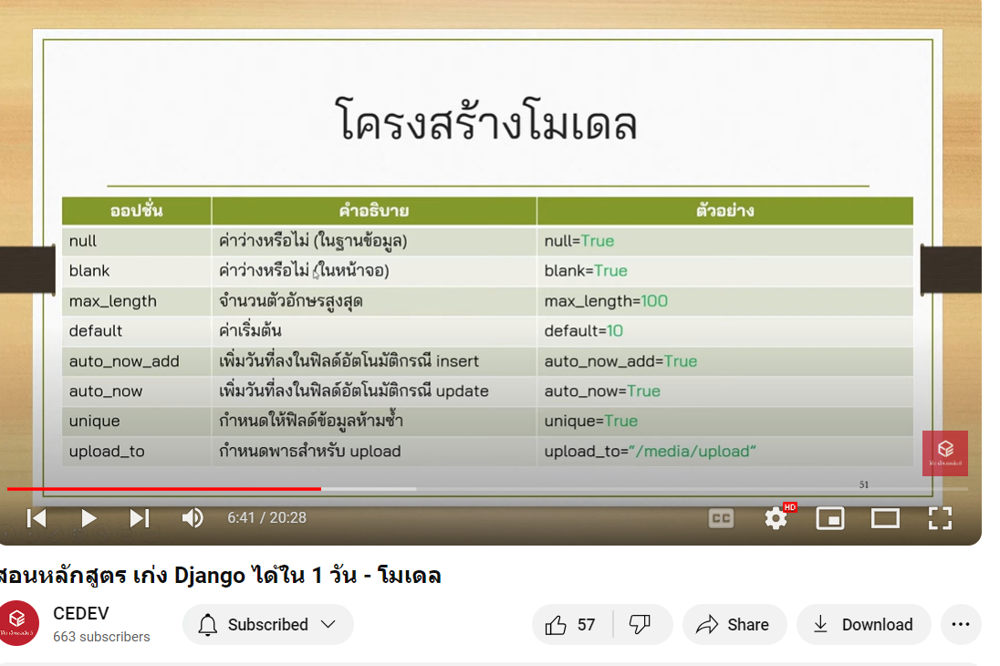 โครงสร้างโมเดล
ออปชั่น คำอธิบาย ตัวอย่าง
null ค่าว่างหรือไม่ (ในฐานข้อมูล) null=True
blank ค่าว่างหรือไม่ (ในหน้าจอ) blank=True
max_length จำนวนตัวอักษรสูงสุด max_length=100
default ค่าเริ่มต้น default=10
auto_now_add เพิ่มวันที่ลงในฟิลด์อัตโนมัติกรณี insert auto_now_add=True
auto_now เพิ่มวันที่ลงในฟิลด์อัตโนมัติกรณี update auto_now=True
unique กำหนดให้ฟิลด์ข้อมูลห้ามซ้ำ unique=True
upload_to กำหนดพาธสำหรับ upload upload_to="/media/upload"
51
6:41 / 20:28
CC HD
สอนหลักสูตร เก่ง Django ได้ใน 1 วัน - โมเดล
CEDEV
663 subscribers
Subscribed
57
Share
Download